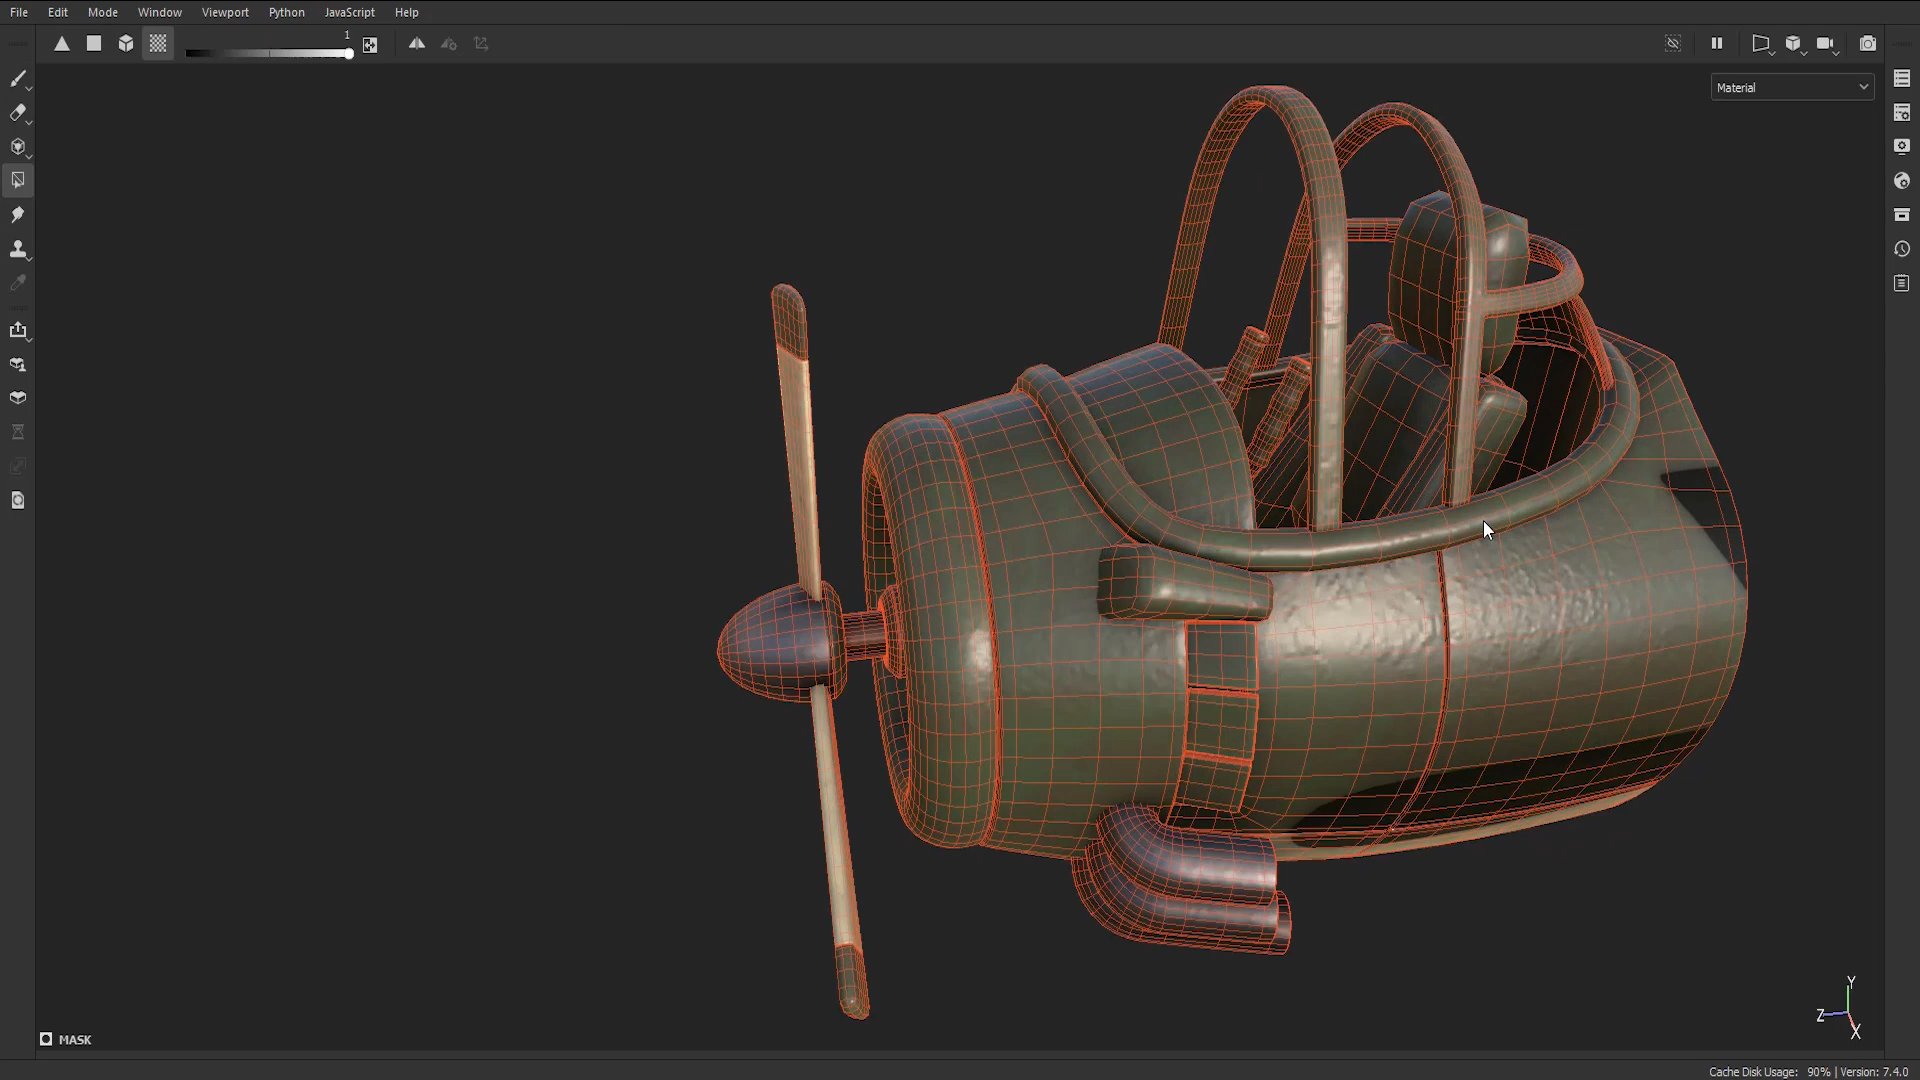 File Edit Mode Window Viewport Python JavaScript Help
1
Material
Y
Z
X
MASK
Cache Disk Usage: 90% | Version: 7.4.0